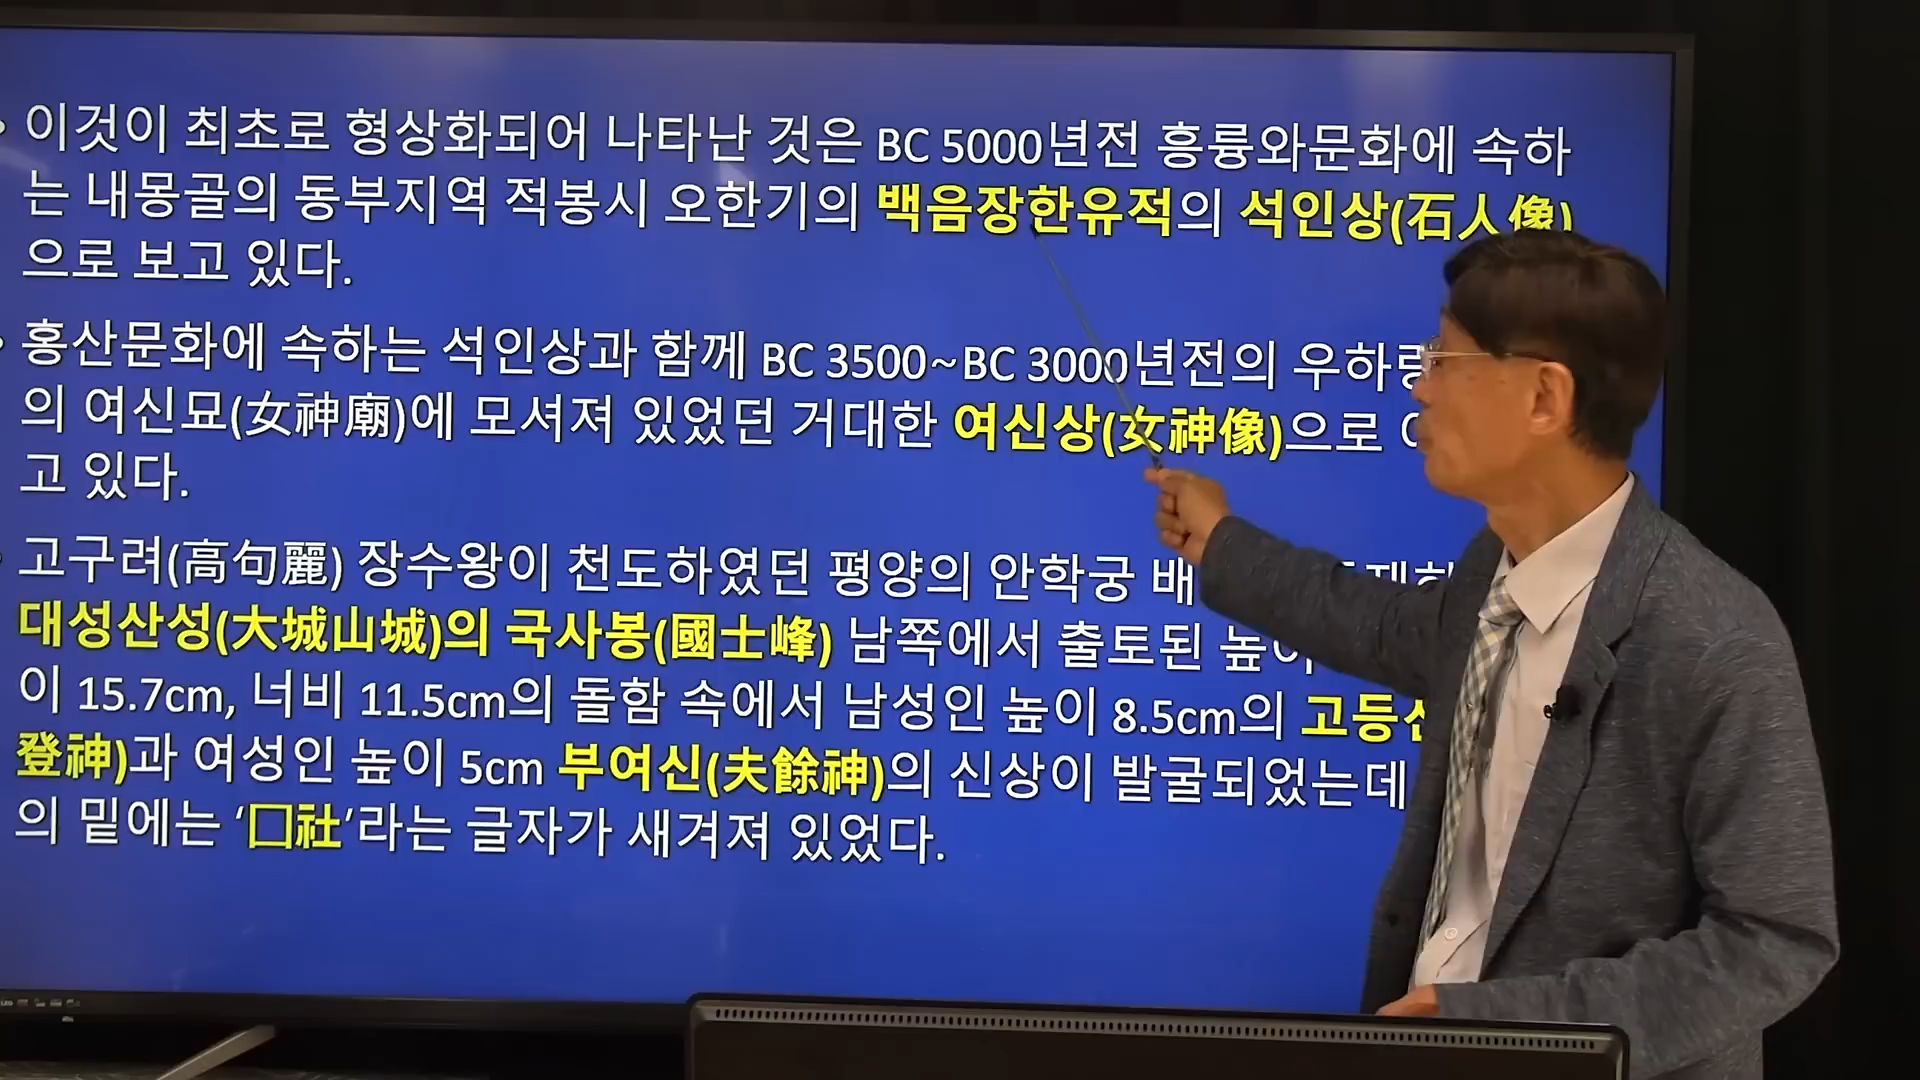 • 이것이 최초로 형상화되어 나타난 것은 BC 5000년전 흥륭와문화에 속하
는 내몽골의 동부지역 적봉시 오한기의 백음장한유적의 석인상(石人像)
으로 보고 있다.
• 홍산문화에 속하는 석인상과 함께 BC 3500~BC 3000년전의 우하량
의 여신묘(女神廟)에 모셔져 있었던 거대한 여신상(女神像)으로
고 있다.
• 고구려(高句麗) 장수왕이 천도하였던 평양의 안학궁
대성산성(大城山城)의 국사봉(國士峰) 남쪽에서 출토된 높이
이 15.7cm, 너비 11.5cm의 돌함 속에서 남성인 높이 8.5cm의 고등신
登神)과 여성인 높이 5cm 부여신(夫餘神)의 신상이 발굴되었는데
의 밑에는 ‘囗社’라는 글자가 새겨져 있었다.